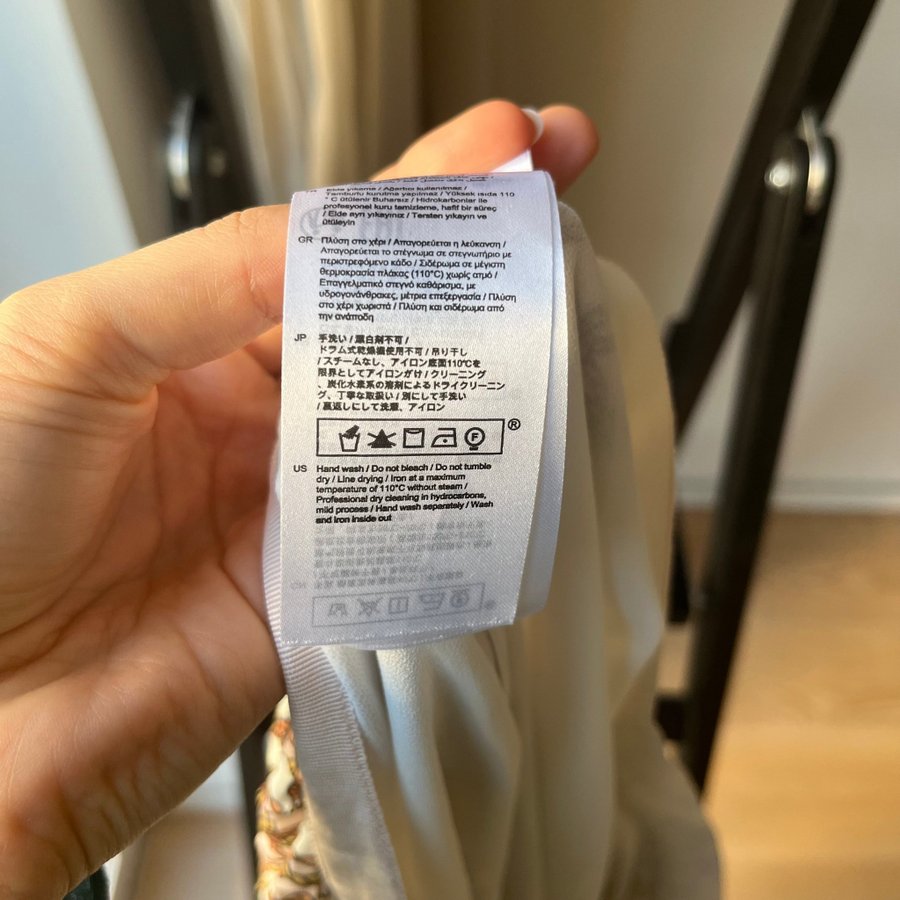 Elde yıkama / Ağartıcı kullanılmaz /
Tamburlu kurutma yapılmaz / Yüksek ısıda 110
° C ütülenir Buharsız / Hidrokarbonlar ile
profesyonel kuru temizleme, hafif bir süreç
/ Elde ayrı yıkayınız / Tersten yıkayın ve
ütüleyin
GR Πλύση στο χέρι / Απαγορεύεται η λεύκανση /
Απαγορεύεται το στέγνωμα σε στεγνωτήριο με
περιστρεφόμενο κάδο / Σιδέρωμα σε μέγιστη
θερμοκρασία πλάκας (110°C) χωρίς ατμό /
Επαγγελματικό στεγνό καθάρισμα, με
υδρογονάνθρακες, μέτρια επεξεργασία / Πλύση
στο χέρι χωριστά / Πλύση και σιδέρωμα από
την ανάποδη
JP 手洗い / 漂白剤不可 /
ドラム式乾燥機使用不可 / 吊り干し
/ スチームなし、アイロン底面110℃を
限界としてアイロンがけ / クリーニング
、炭化水素系の溶剤によるドライクリーニン
グ、丁寧な取扱い / 別にして手洗い
/ 裏返しにして洗濯、アイロン
F ®
US Hand wash / Do not bleach / Do not tumble
dry / Line drying / Iron at a maximum
temperature of 110°C without steam /
Professional dry cleaning in hydrocarbons,
mild process / Hand wash separately / Wash
and iron inside out